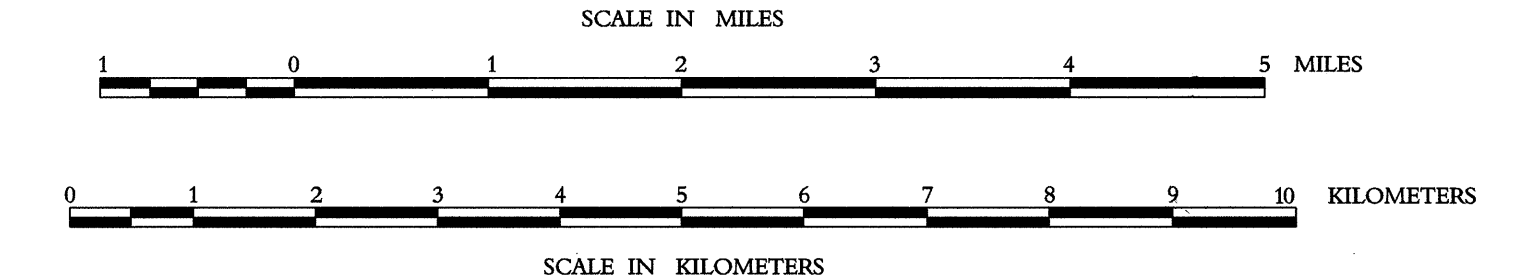 SCALE IN MILES
1 0 1 2 3 4 5 MILES
0 1 2 3 4 5 6 7 8 9 10 KILOMETERS
SCALE IN KILOMETERS